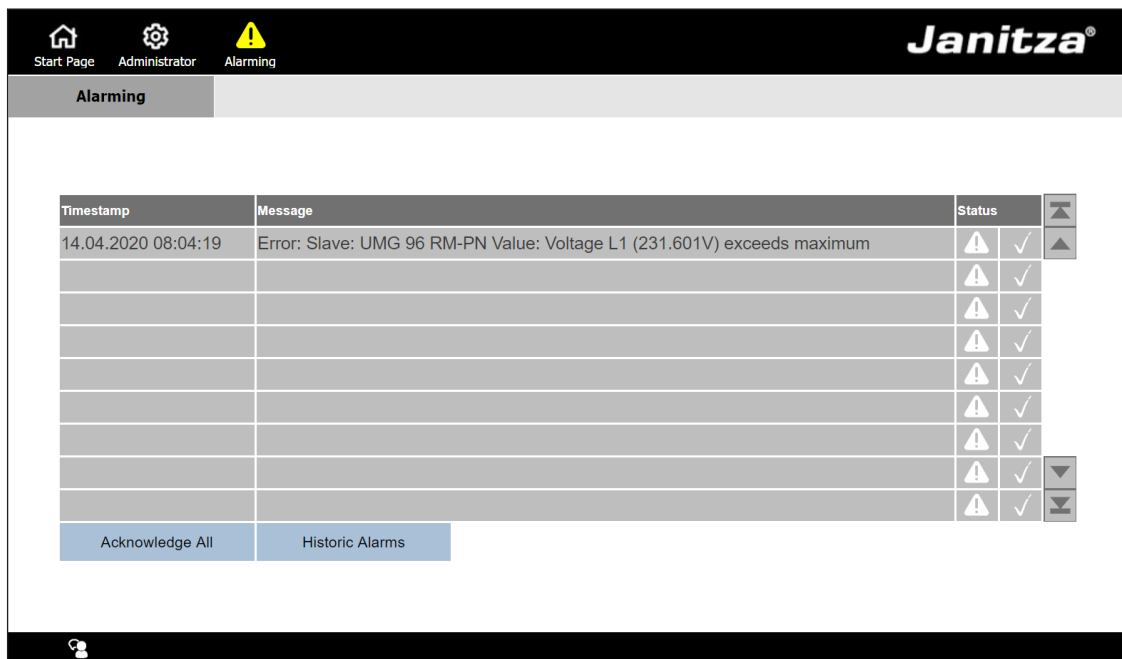 Janitza®
Start Page Administrator Alarming
Alarming
Timestamp Message Status
14.04.2020 08:04:19 Error: Slave: UMG 96 RM-PN Value: Voltage L1 (231.601V) exceeds maximum
Acknowledge All Historic Alarms